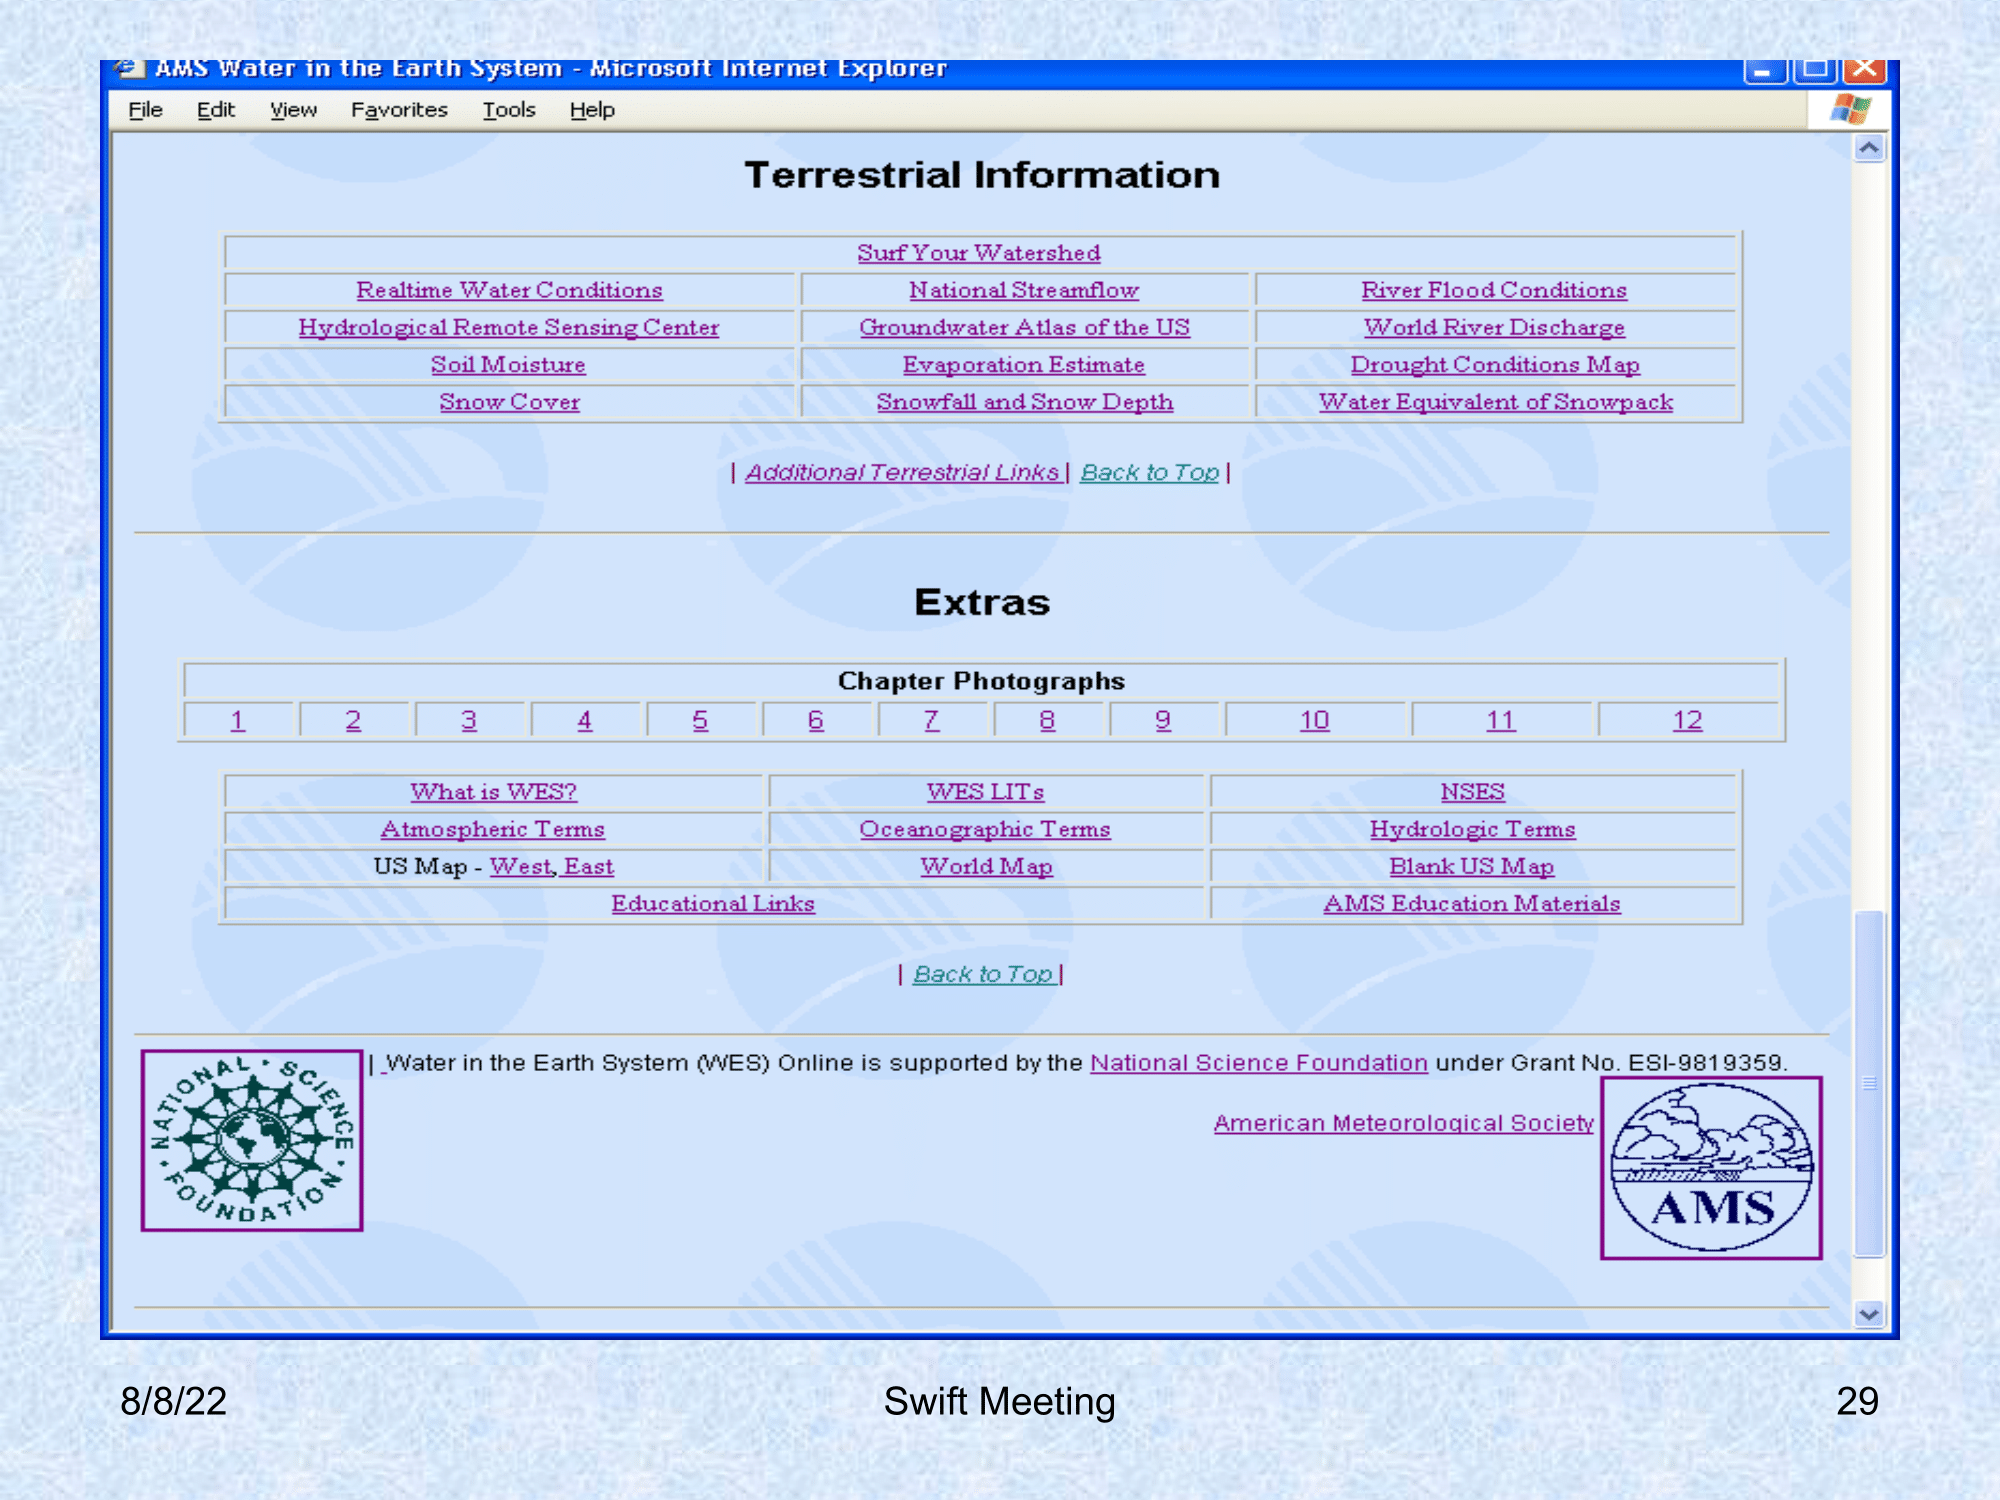 AMS Water in the Earth System - Microsoft Internet Explorer
File Edit View Favorites Tools Help
Terrestrial Information
Surf Your Watershed
Realtime Water Conditions National Streamflow River Flood Conditions
Hydrological Remote Sensing Center Groundwater Atlas of the US World River Discharge
Soil Moisture Evaporation Estimate Drought Conditions Map
Snow Cover Snowfall and Snow Depth Water Equivalent of Snowpack
| Additional Terrestrial Links | Back to Top |
Extras
Chapter Photographs
1 2 3 4 5 6 7 8 9 10 11 12
What is WES? WES LITs NSES
Atmospheric Terms Oceanographic Terms Hydrologic Terms
US Map - West, East World Map Blank US Map
Educational Links AMS Education Materials
| Back to Top |
NATIONAL · SCIENCE · FOUNDATION ·
| Water in the Earth System (WES) Online is supported by the National Science Foundation under Grant No. ESI-9819359.
American Meteorological Society
AMS
8/8/22 Swift Meeting 29